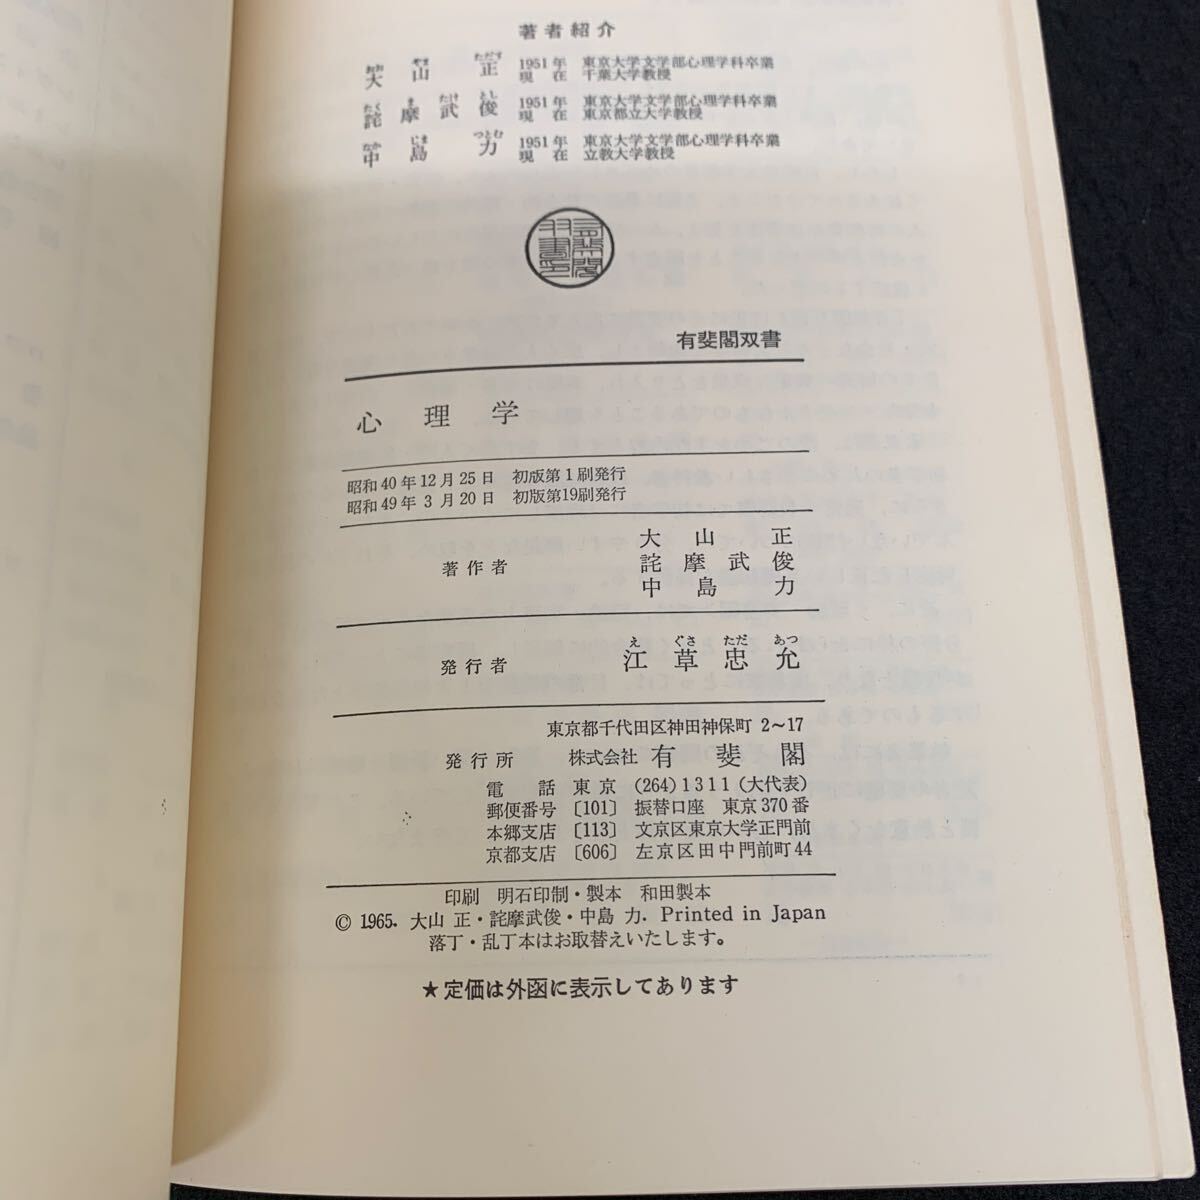 著者紹介
大山正 1951年 東京大学文学部心理学科卒業
現在 千葉大学教授
詫摩武俊 1951年 東京大学文学部心理学科卒業
現在 東京都立大学教授
中島力 1951年 東京大学文学部心理学科卒業
現在 立教大学教授
有斐閣双書
心理学
昭和40年12月25日 初版第1刷発行
昭和49年3月20日 初版第19刷発行
大山正
著作者 詫摩武俊
中島力
え ぐさ ただ あつ
発行者 江草忠允
東京都千代田区神田神保町 2~17
発行所 株式会社 有斐閣
電話 東京 (264) 1311 (大代表)
郵便番号 〔101〕 振替口座 東京370番
本郷支店 〔113〕 文京区東京大学正門前
京都支店 〔606〕 左京区田中門前町44
印刷 明石印制・製本 和田製本
© 1965. 大山 正・詫摩武俊・中島 力. Printed in Japan
落丁・乱丁本はお取替えいたします。
★定価は外函に表示してあります